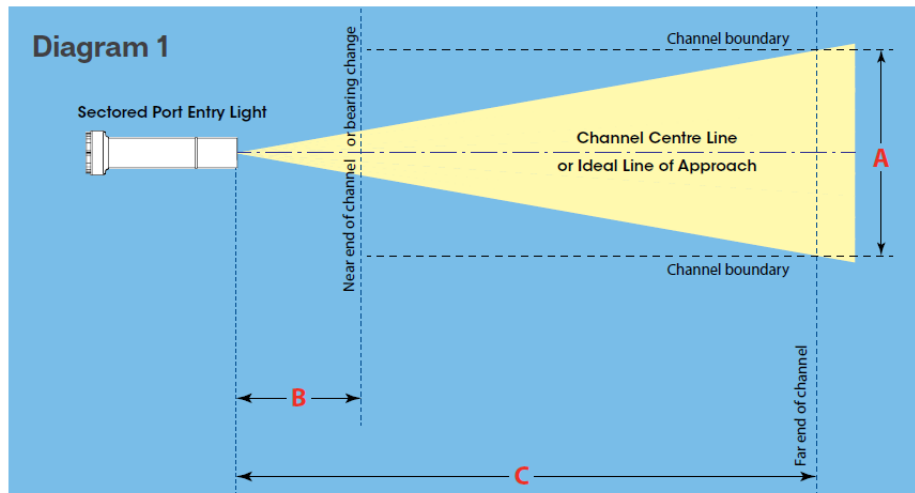 Diagram 1
Channel boundary
Sectored Port Entry Light
Near end of channel or bearing change
Channel Centre Line
or Ideal Line of Approach
A
Channel boundary
B
Far end of channel
C